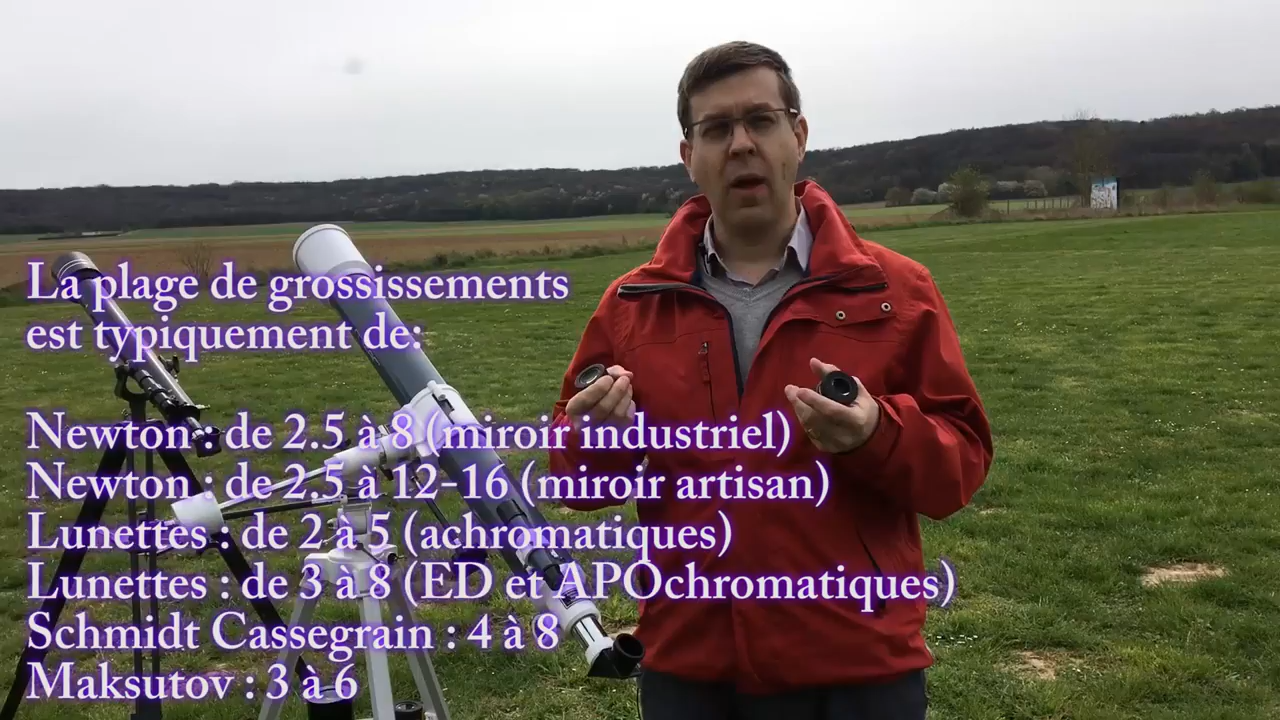 La plage de grossissements
est typiquement de:
Newton : de 2.5 à 8 (miroir industriel)
Newton : de 2.5 à 12-16 (miroir artisan)
Lunettes : de 2 à 5 (achromatiques)
Lunettes : de 3 à 8 (ED et APOchromatiques)
Schmidt Cassegrain : 4 à 8
Maksutov : 3 à 6